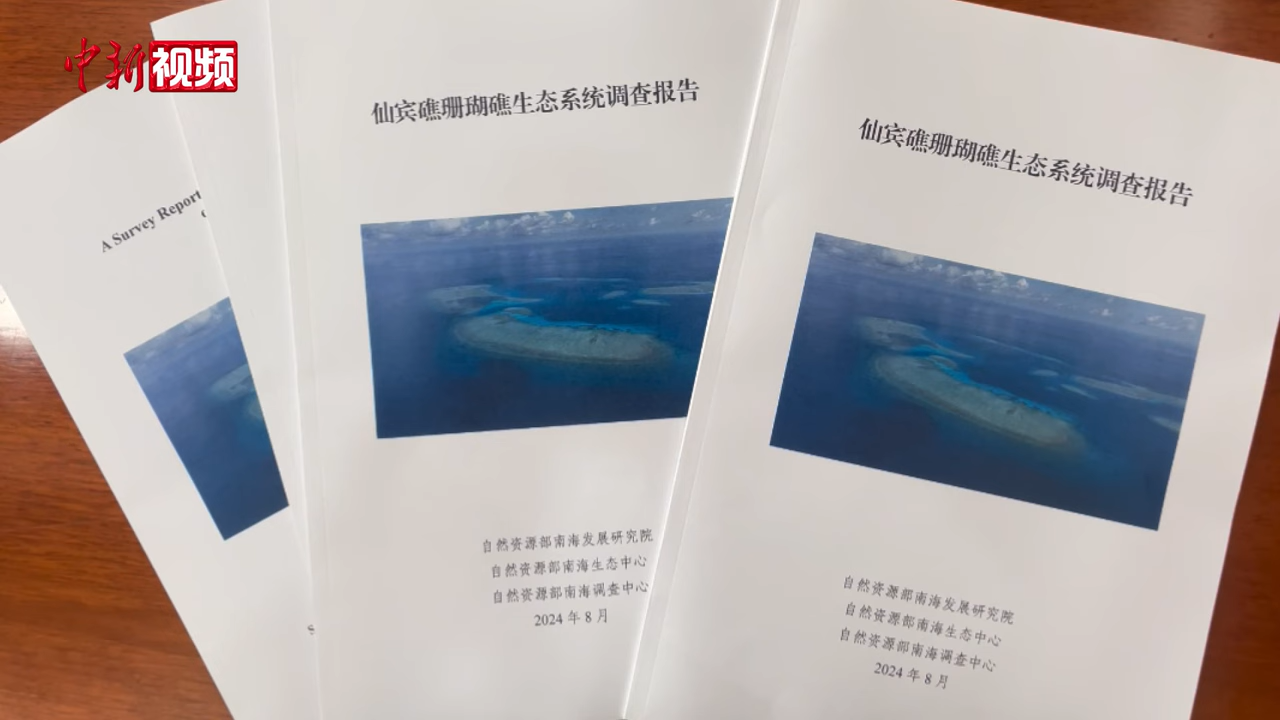 中新视频
A Survey Report
仙宾礁珊瑚礁生态系统调查报告
自然资源部南海发展研究院
自然资源部南海生态中心
自然资源部南海调查中心
2024 年 8 月
仙宾礁珊瑚礁生态系统调查报告
自然资源部南海发展研究院
自然资源部南海生态中心
自然资源部南海调查中心
2024 年 8 月